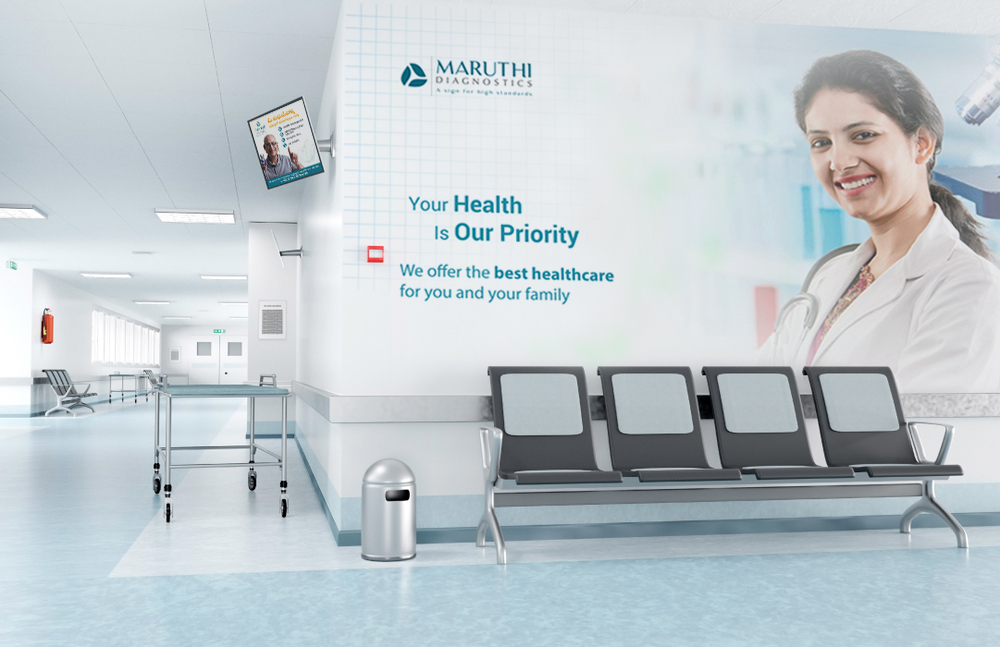 MARUTHI
DIAGNOSTICS
A sign for high standards
Your Health
Is Our Priority
We offer the best healthcare
for you and your family